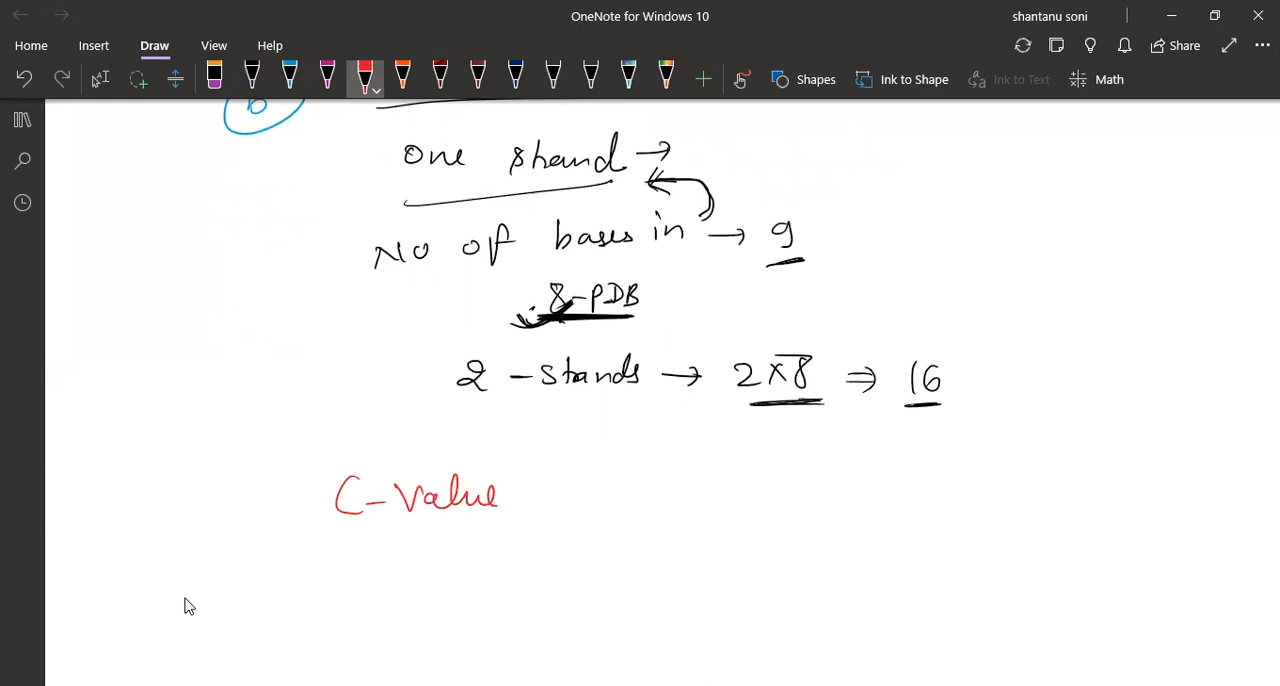 OneNote for Windows 10
shantanu soni
Home Insert Draw View Help
Share
Shapes
Ink to Shape
Ink to Text
Math
b
One strand →
No of bases in → 9
8-PDB
2 - stands → 2×8 ⇒ 16
C-Value